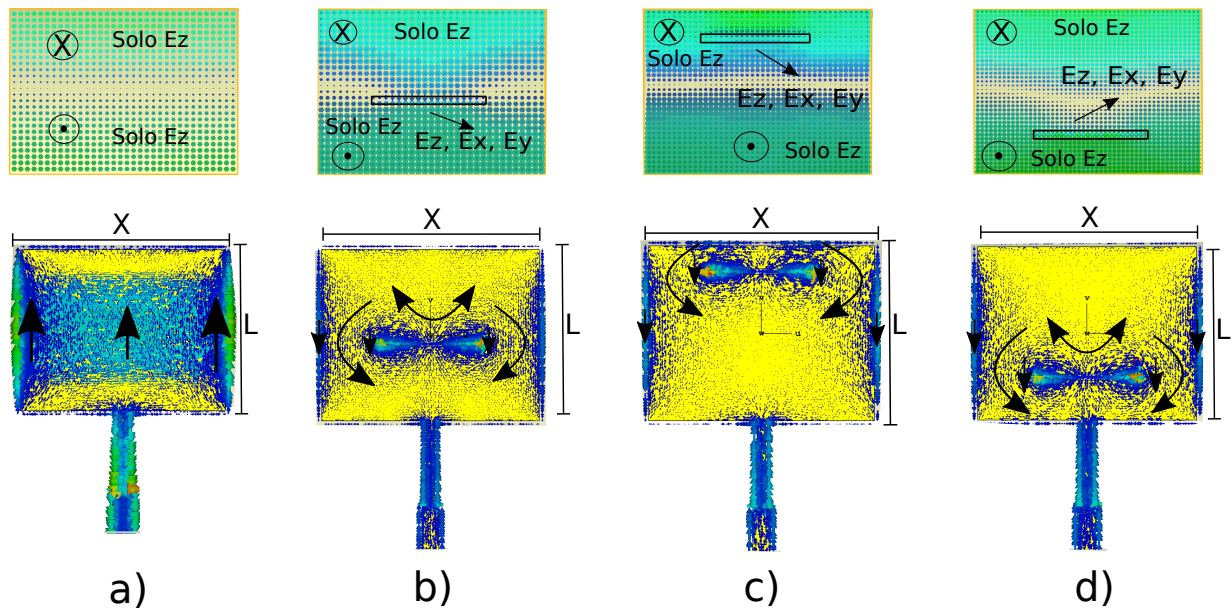 X
Solo Ez
Solo Ez
X
Solo Ez
Solo Ez
Ez, Ex, Ey
X
Solo Ez
Ez, Ex, Ey
Solo Ez
Solo Ez
Ez, Ex, Ey
X
Solo Ez
X
L
X
L
X
L
u
X
L
a)
b)
c)
d)